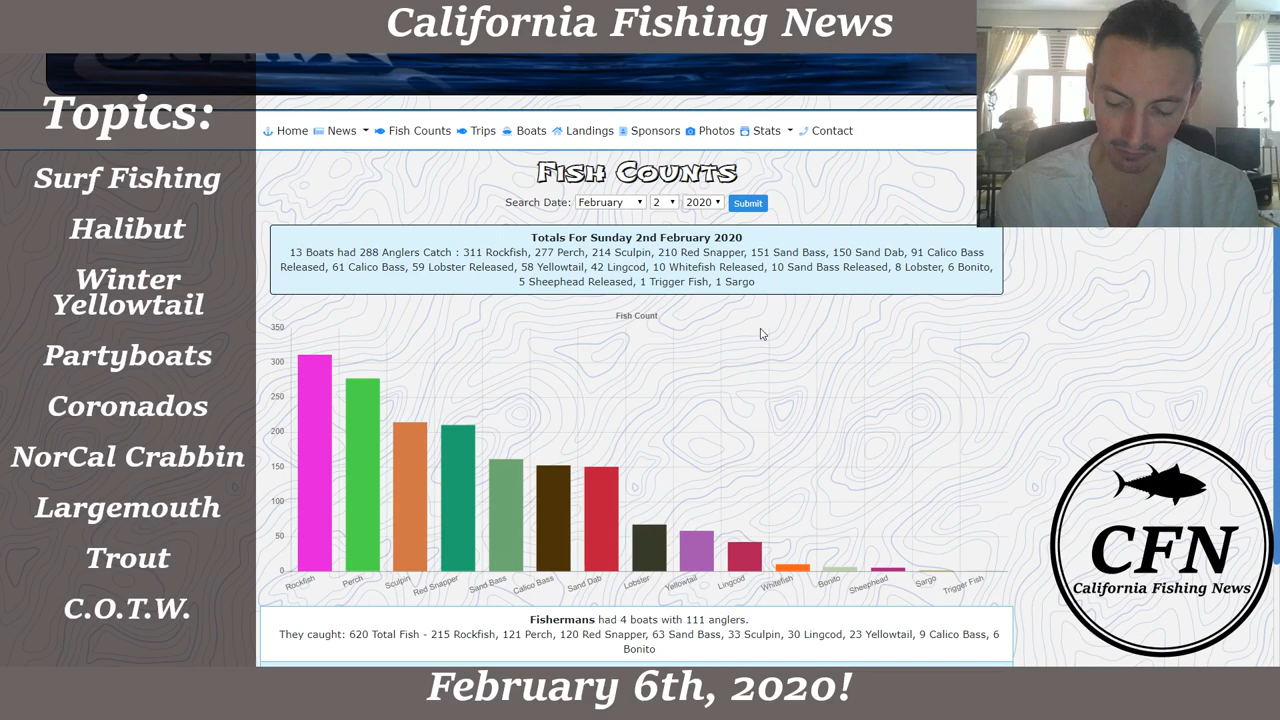 California Fishing News
Topics:
Surf Fishing
Halibut
Winter
Yellowtail
Partyboats
Coronados
NorCal Crabbin
Largemouth
Trout
C.O.T.W.
Home News Fish Counts Trips Boats Landings Sponsors Photos Stats Contact
Fish Counts
Search Date: February 2 2020 Submit
Totals For Sunday 2nd February 2020
13 Boats had 288 Anglers Catch : 311 Rockfish, 277 Perch, 214 Sculpin, 210 Red Snapper, 151 Sand Bass, 150 Sand Dab, 91 Calico Bass
Released, 61 Calico Bass, 59 Lobster Released, 58 Yellowtail, 42 Lingcod, 10 Whitefish Released, 10 Sand Bass Released, 8 Lobster, 6 Bonito,
5 Sheephead Released, 1 Trigger Fish, 1 Sargo
Fish Count
350
300
250
200
150
100
50
0
Rockfish Perch Sculpin Red Snapper Sand Bass Calico Bass Sand Dab Lobster Yellowtail Lingcod Whitefish Bonito Sheephead Sargo Trigger Fish
Fishermans had 4 boats with 111 anglers.
They caught: 620 Total Fish - 215 Rockfish, 121 Perch, 120 Red Snapper, 63 Sand Bass, 33 Sculpin, 30 Lingcod, 23 Yellowtail, 9 Calico Bass, 6
Bonito
CFN
California Fishing News
February 6th, 2020!